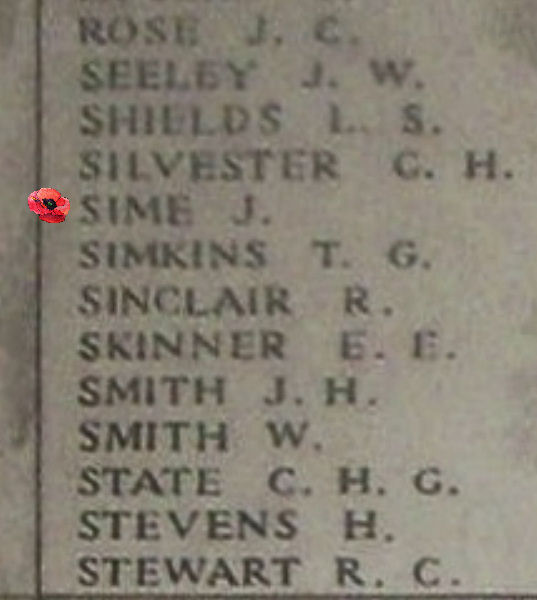 ROSE J. C.
SEELEY J. W.
SHIELDS L. S.
SILVESTER G. H.
SIME J.
SIMKINS T. G.
SINCLAIR R.
SKINNER E. E.
SMITH J. H.
SMITH W.
STATE C. H. G.
STEVENS H.
STEWART R. C.